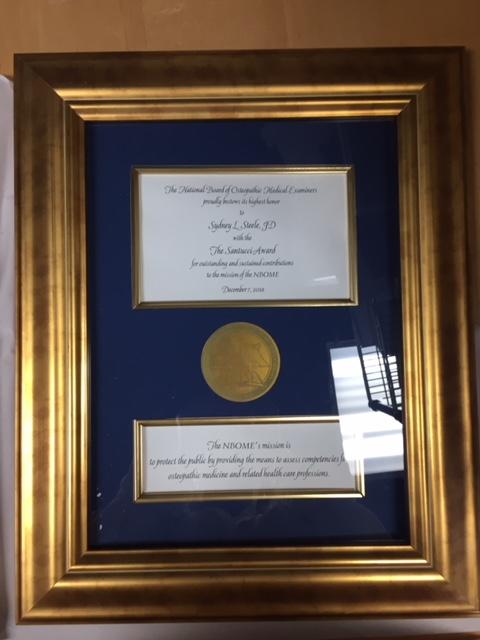 The National Board of Osteopathic Medical Examiners
proudly bestows its highest honor
to
Sydney L. Steele, JD
with the
The Santucci Award
for outstanding and sustained contributions
to the mission of the NBOME
December 7, 2018
The NBOME's mission is
to protect the public by providing the means to assess competencies
osteopathic medicine and related health care professions.